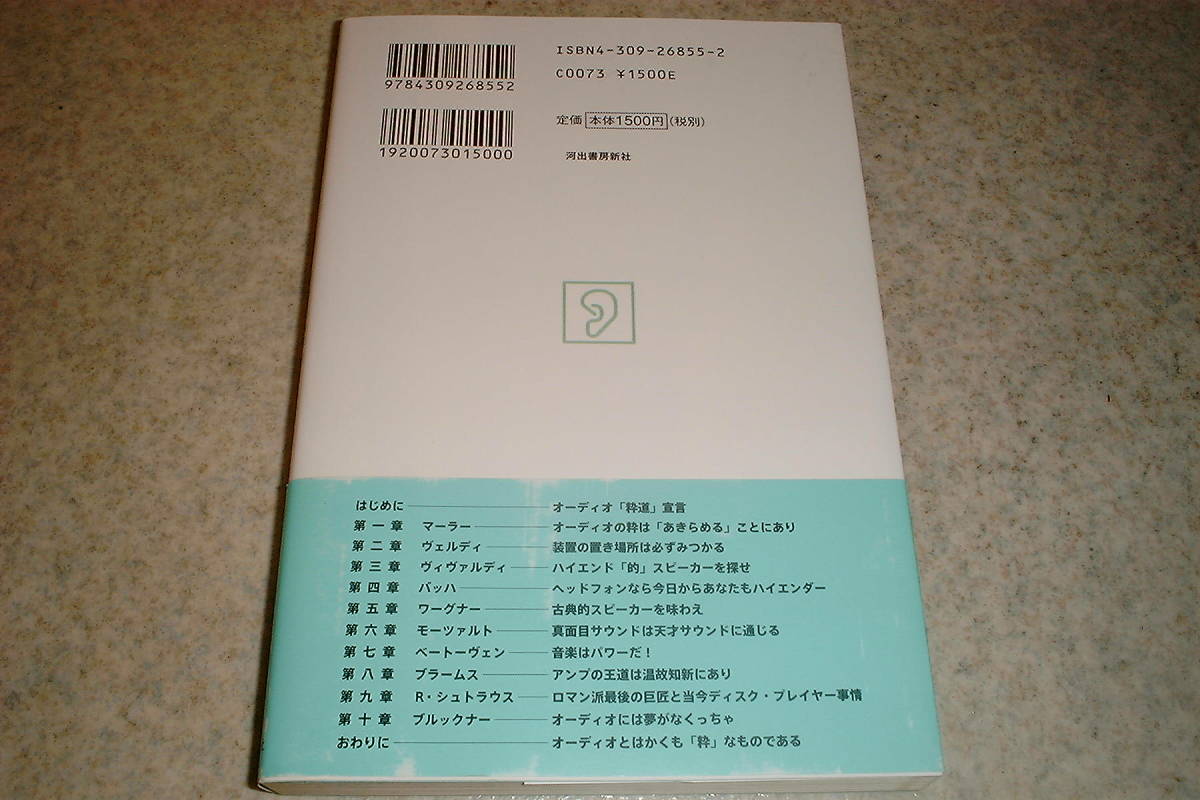 ISBN4-309-26855-2
9784309268552
C0073 ¥1500E
定価 本体1500円(税別)
1920073015000
河出書房新社
はじめに オーディオ「粋道」宣言
第一章 マーラー オーディオの粋は「あきらめる」ことにあり
第二章 ヴェルディ 装置の置き場所は必ずみつかる
第三章 ヴィヴァルディ ハイエンド「的」スピーカーを探せ
第四章 バッハ ヘッドフォンなら今日からあなたもハイエンダー
第五章 ワーグナー 古典的スピーカーを味わえ
第六章 モーツァルト 真面目サウンドは天才サウンドに通じる
第七章 ベートーヴェン 音楽はパワーだ!
第八章 ブラームス アンプの王道は温故知新にあり
第九章 R・シュトラウス ロマン派最後の巨匠と当今ディスク・プレイヤー事情
第十章 ブルックナー オーディオには夢がなくっちゃ
おわりに オーディオとはかくも「粋」なものである